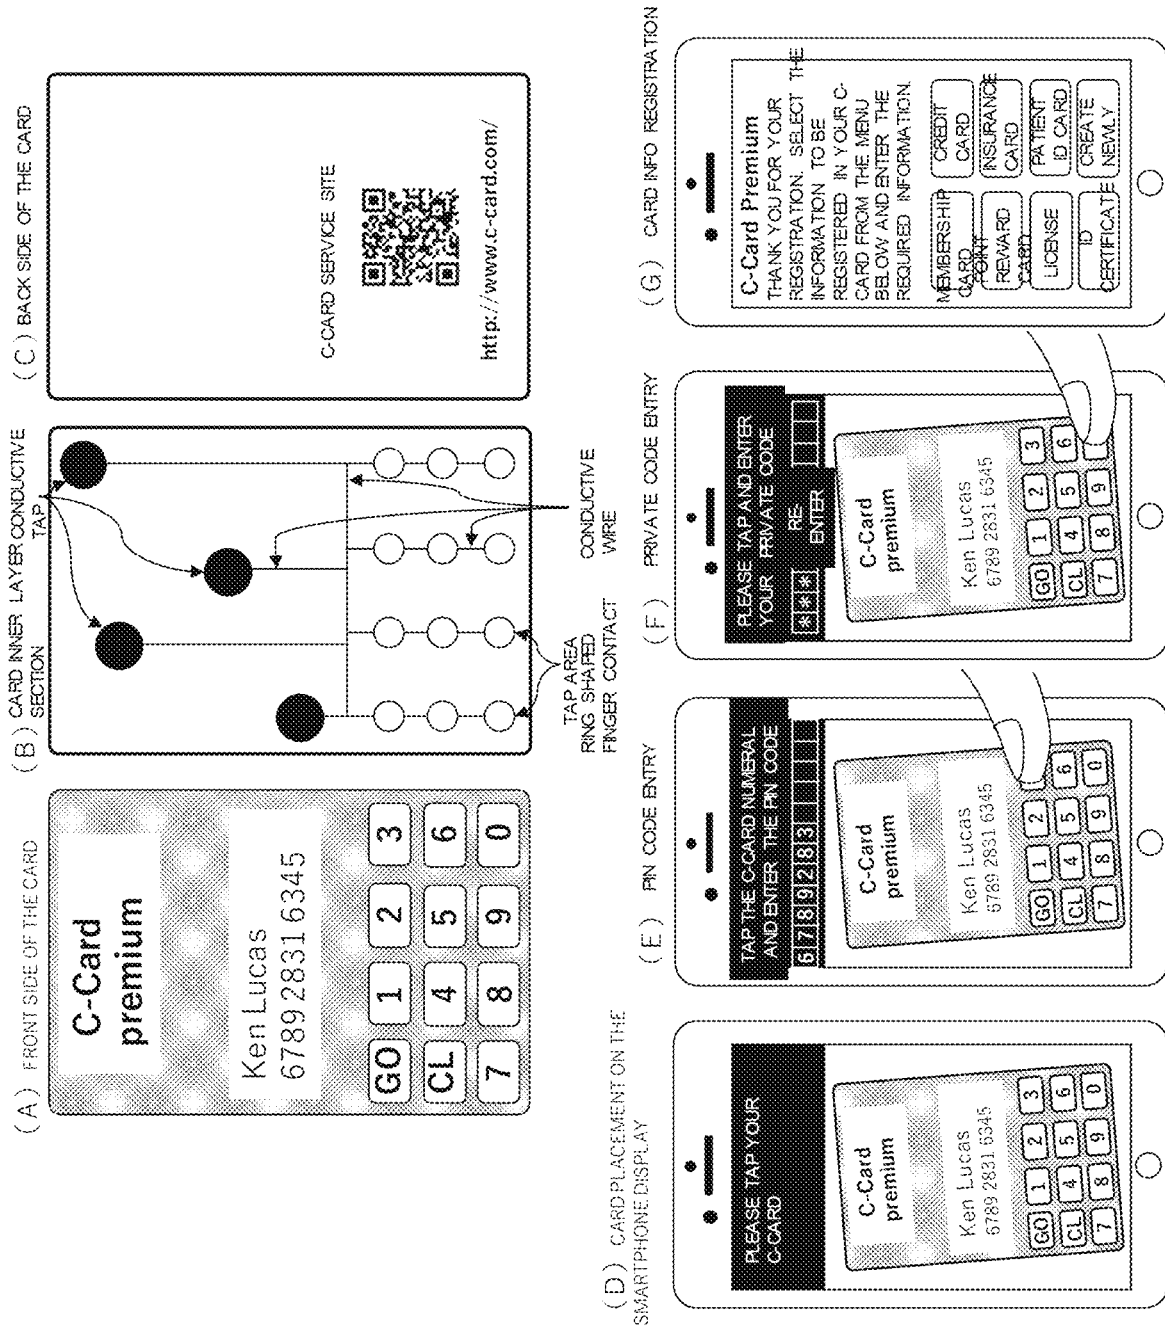 (A) FRONT SIDE OF THE CARD
C-Card
premium
Ken Lucas
6789 2831 6345
GO 1 2 3
CL 4 5 6
7 8 9 0
(B) CARD INNER LAYER CONDUCTIVE
SECTION TAP
TAP AREA
RING SHAPED
FINGER CONTACT
CONDUCTIVE
WIRE
(C) BACK SIDE OF THE CARD
C-CARD SERVICE SITE
http://www.c-card.com/
(D) CARD PLACEMENT ON THE
SMARTPHONE DISPLAY
PLEASE TAP YOUR
C-CARD
C-Card
premium
Ken Lucas
6789 2831 6345
GO 1 2 3
CL 4 5 6
7 8 9 0
(E) PIN CODE ENTRY
TAP THE C-CARD NUMERAL
AND ENTER THE PIN CODE
6 7 8 9 2 8 3
C-Card
premium
Ken Lucas
6789 2831 6345
GO 1 2
CL 4 5 6
7 8 9 0
(F) PRIVATE CODE ENTRY
PLEASE TAP AND ENTER
YOUR PRIVATE CODE
* * *
RE-
ENTER
C-Card
premium
Ken Lucas
6789 2831 6345
GO 1 2 3
CL 4 5 6
7 8 9
(G) CARD INFO REGISTRATION
C-Card Premium
THANK YOU FOR YOUR
REGISTRATION. SELECT THE
INFORMATION TO BE
REGISTERED IN YOUR C-
CARD FROM THE MENU
BELOW AND ENTER THE
REQUIRED INFORMATION.
MEMBERSHIP
CARD
CREDIT
CARD
POINT
REWARD
CARD
INSURANCE
CARD
LICENSE
PATIENT
ID CARD
ID
CERTIFICATE
CREATE
NEWLY